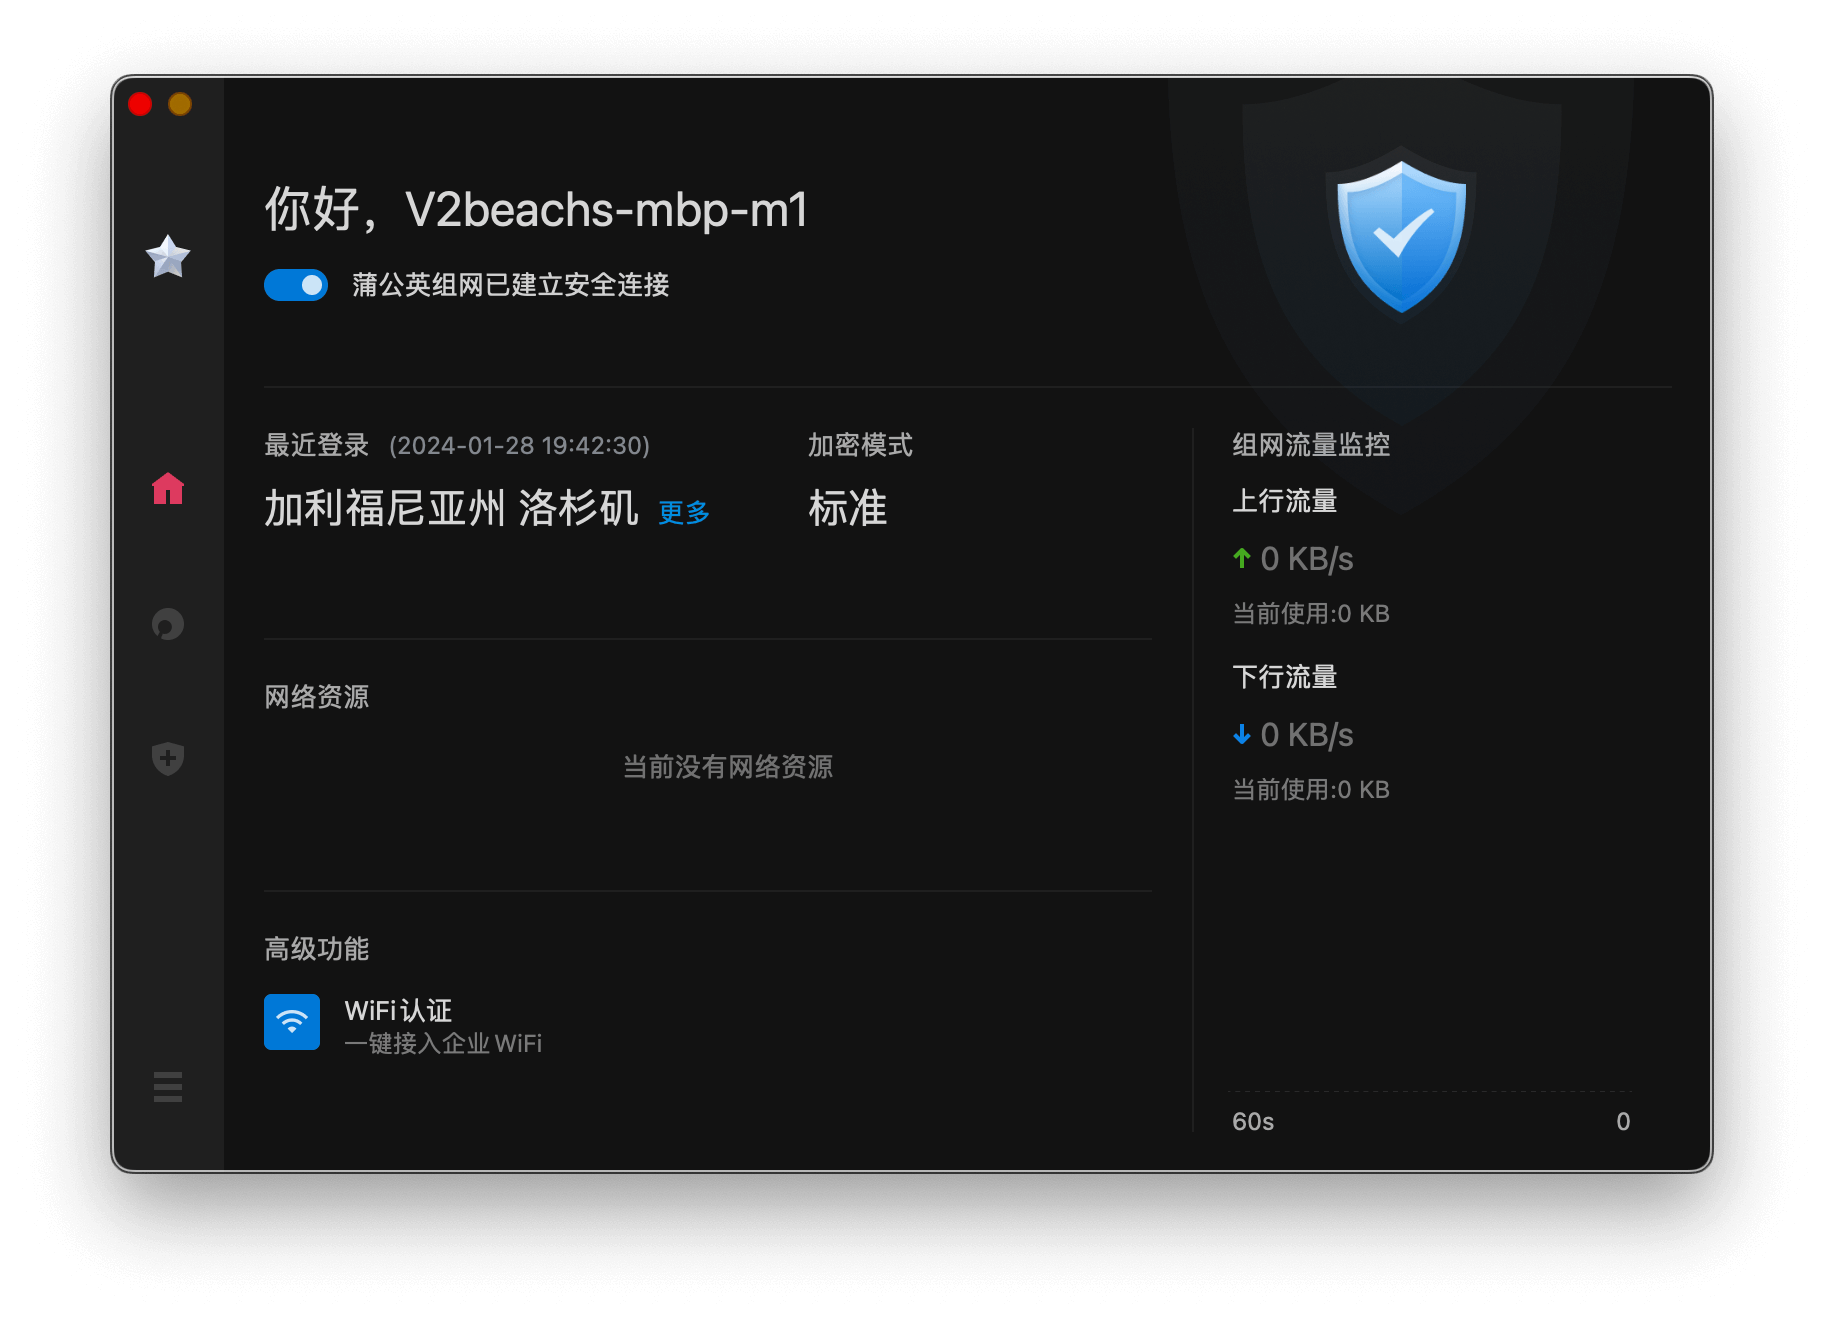 你好，V2beachs-mbp-m1
蒲公英组网已建立安全连接
最近登录 (2024-01-28 19:42:30)
加利福尼亚州 洛杉矶 更多
加密模式
标准
网络资源
当前没有网络资源
高级功能
WiFi认证
一键接入企业WiFi
组网流量监控
上行流量
0 KB/s
当前使用:0 KB
下行流量
0 KB/s
当前使用:0 KB
60s 0